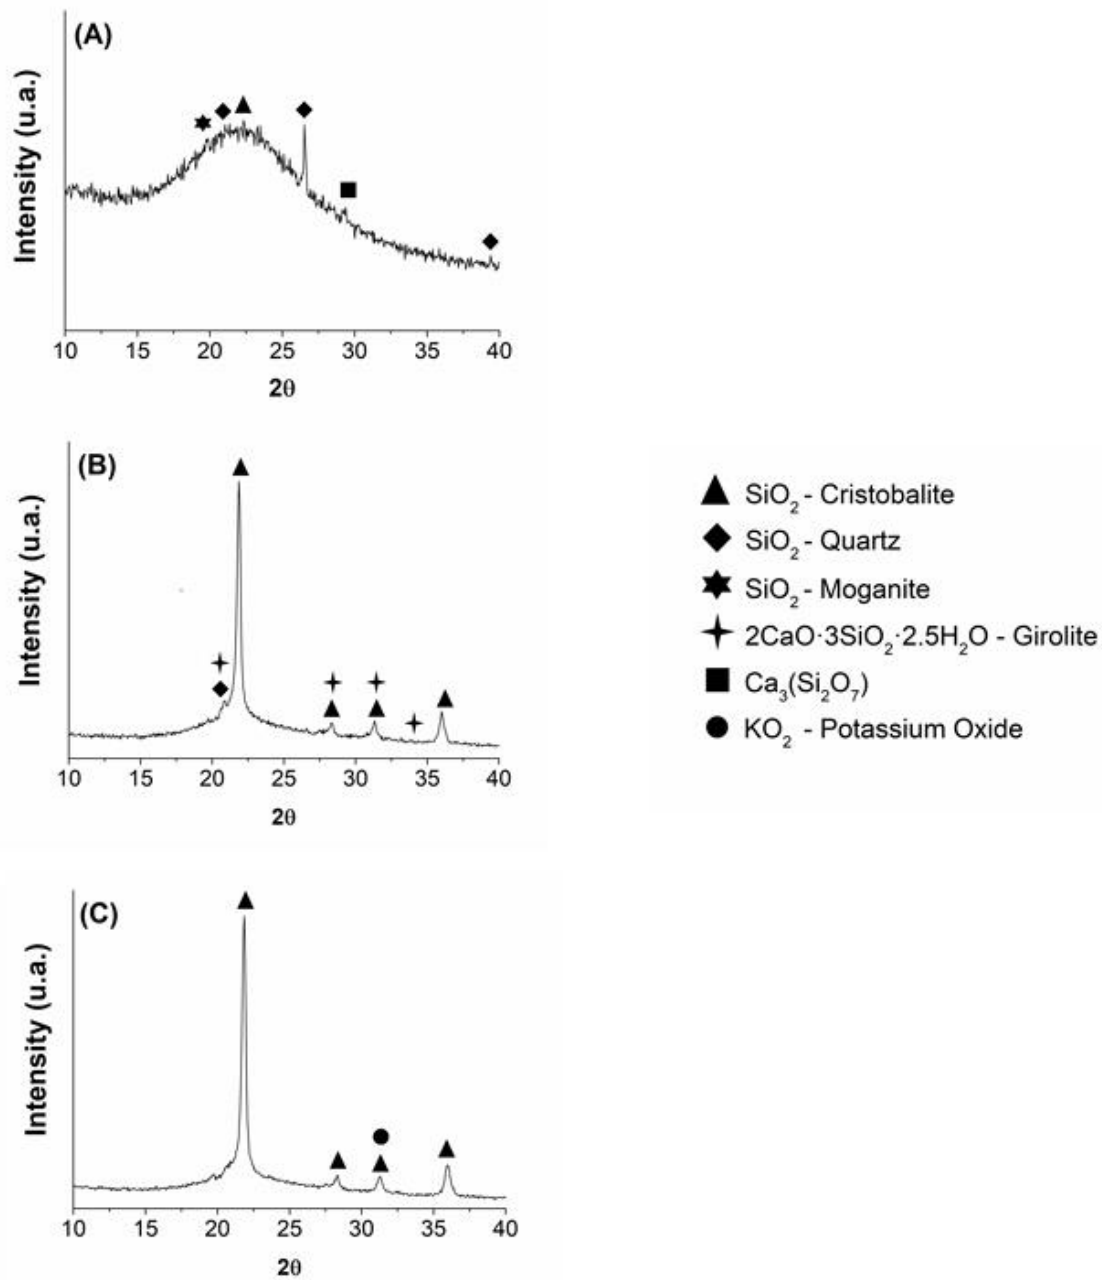 (A)
Intensity (u.a.)
10 15 20 25 30 35 40
2θ
(B)
Intensity (u.a.)
10 15 20 25 30 35 40
2θ
SiO₂ - Cristobalite
SiO₂ - Quartz
SiO₂ - Moganite
2CaO·3SiO₂·2.5H₂O - Girolite
Ca₃(Si₂O₇)
KO₂ - Potassium Oxide
(C)
Intensity (u.a.)
10 15 20 25 30 35 40
2θ